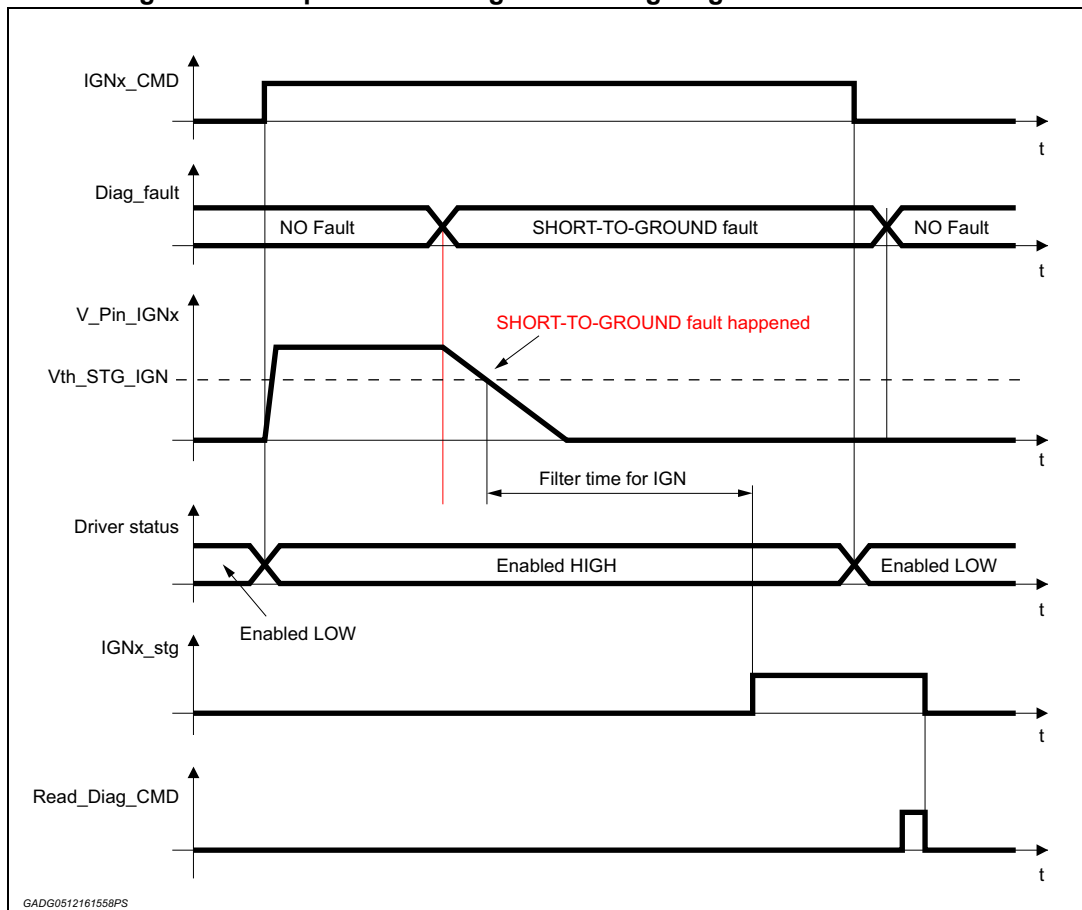 IGNx_CMD
t
Diag_fault
NO Fault
SHORT-TO-GROUND fault
NO Fault
t
V_Pin_IGNx
SHORT-TO-GROUND fault happened
Vth_STG_IGN
t
Filter time for IGN
Driver status
Enabled HIGH
Enabled LOW
t
Enabled LOW
IGNx_stg
t
Read_Diag_CMD
t
GADG0512161558PS